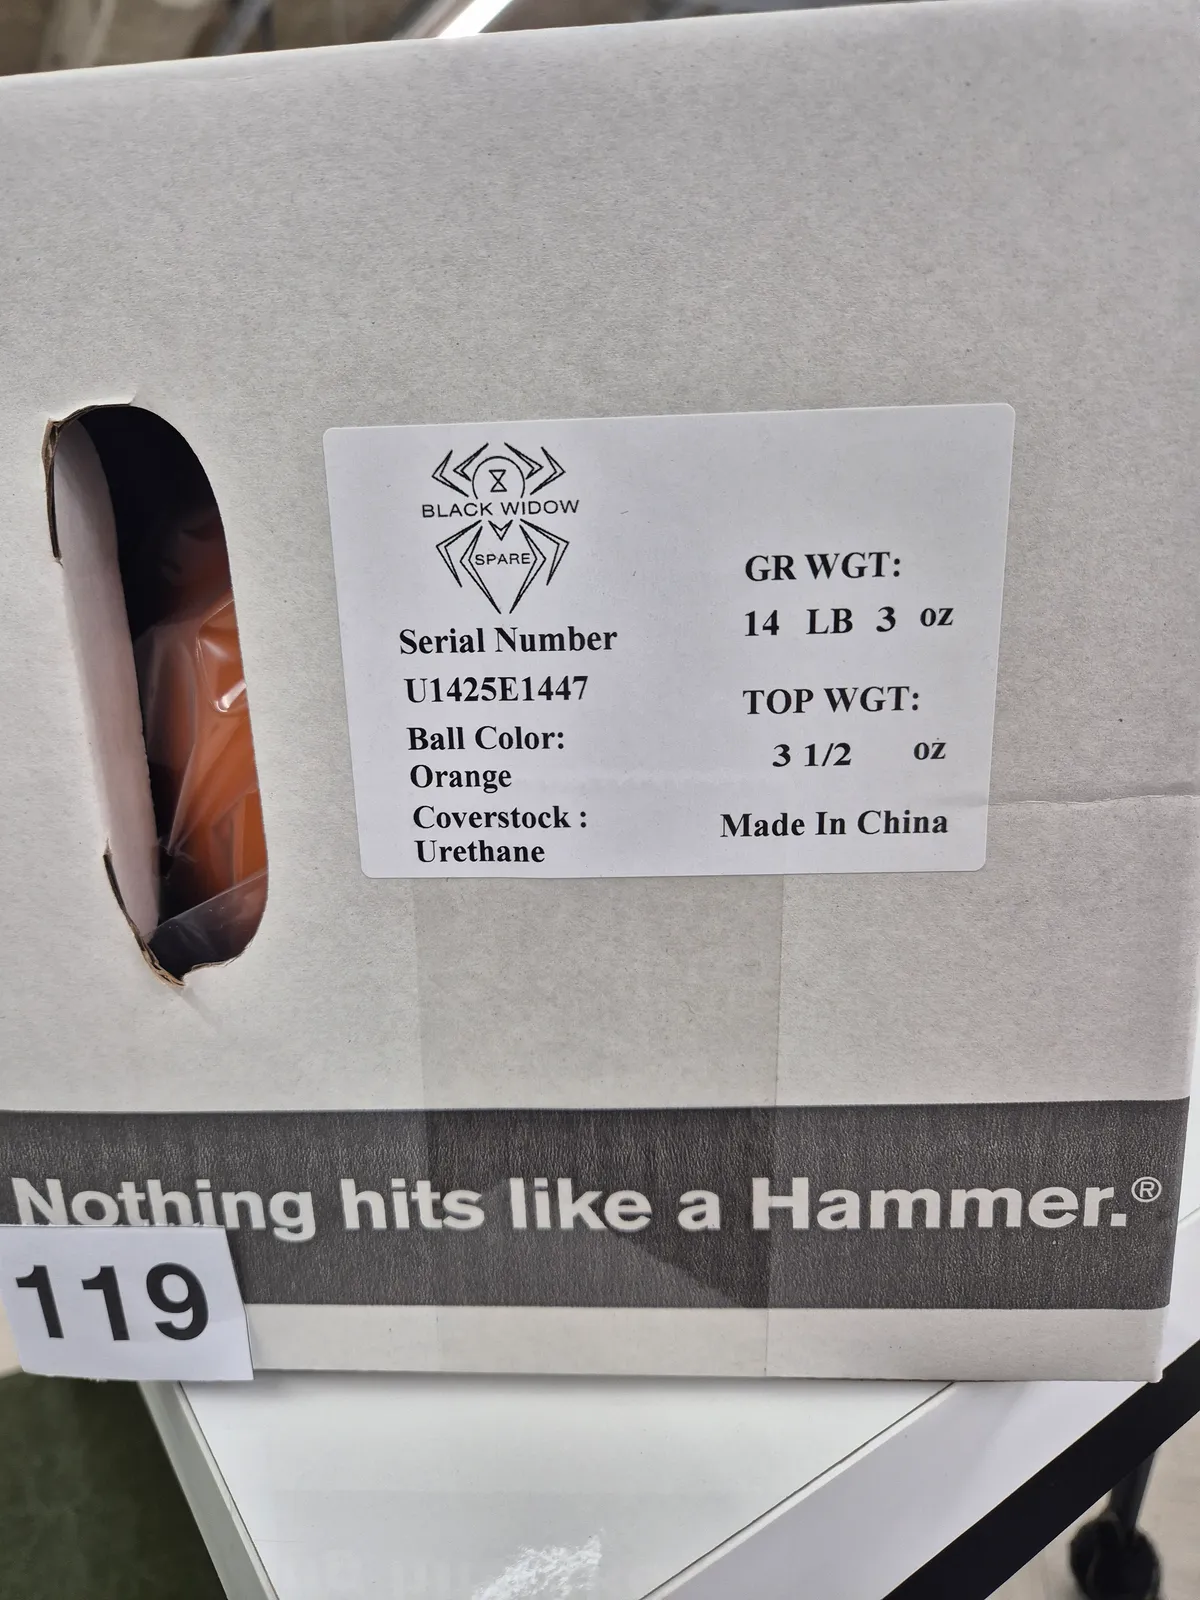 BLACK WIDOW
SPARE
Serial Number
U1425E1447
Ball Color:
Orange
Coverstock :
Urethane
GR WGT:
14 LB 3 oz
TOP WGT:
3 1/2 oz
Made In China
Nothing hits like a Hammer.®
119